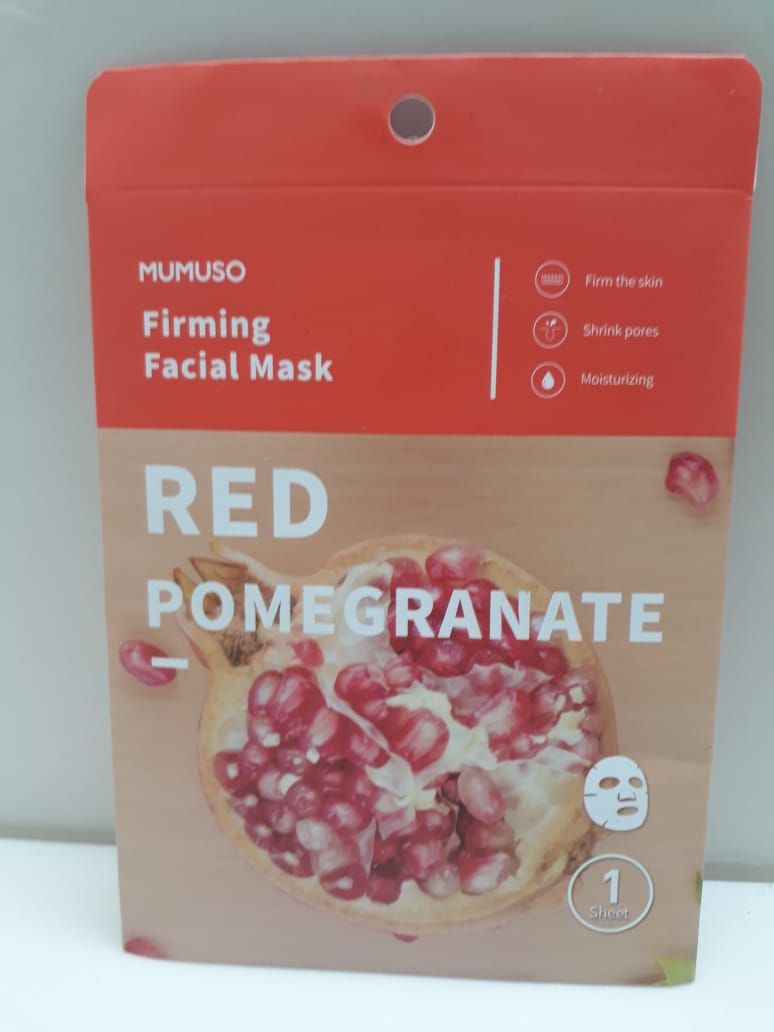 MUMUSO
Firming
Facial Mask
Firm the skin
Shrink pores
Moisturizing
RED
POMEGRANATE
1
Sheet